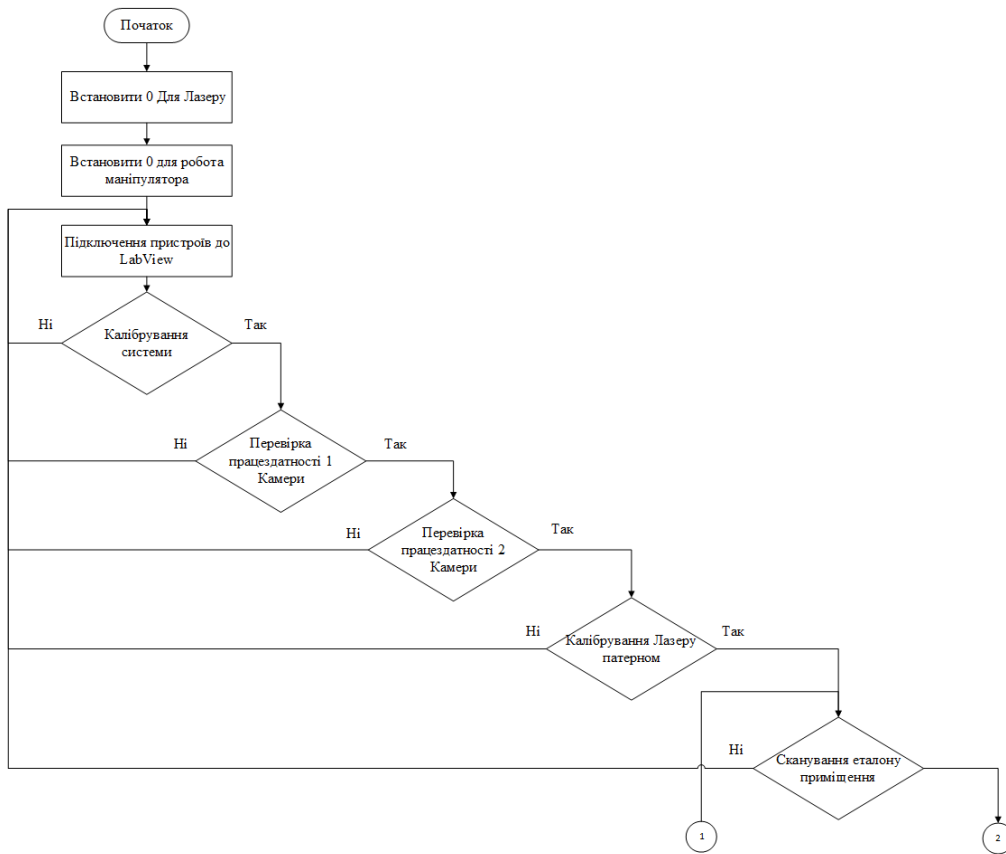 Початок
Встановити 0 Для Лазеру
Встановити 0 для робота
маніпулятора
Підключення пристроїв до
LabView
Ні
Так
Калібрування
системи
Ні
Так
Перевірка
працездатності 1
Камери
Ні
Так
Перевірка
працездатності 2
Камери
Ні
Так
Калібрування Лазеру
патерном
Ні
Сканування еталону
приміщення
1
2